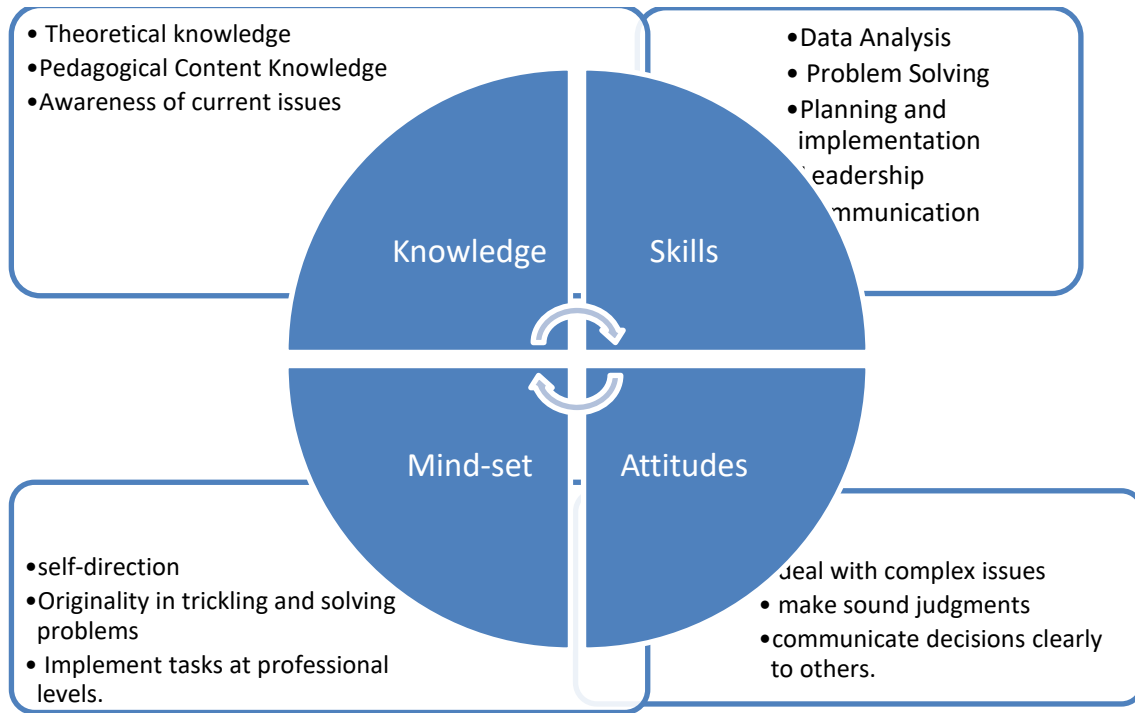 • Theoretical knowledge
•Pedagogical Content Knowledge
•Awareness of current issues
•Data Analysis
• Problem Solving
•Planning and
implementation
Leadership
mmunication
Knowledge
Skills
Mind-set
Attitudes
•self-direction
•Originality in trickling and solving
problems
• Implement tasks at professional
levels.
deal with complex issues
• make sound judgments
•communicate decisions clearly
to others.